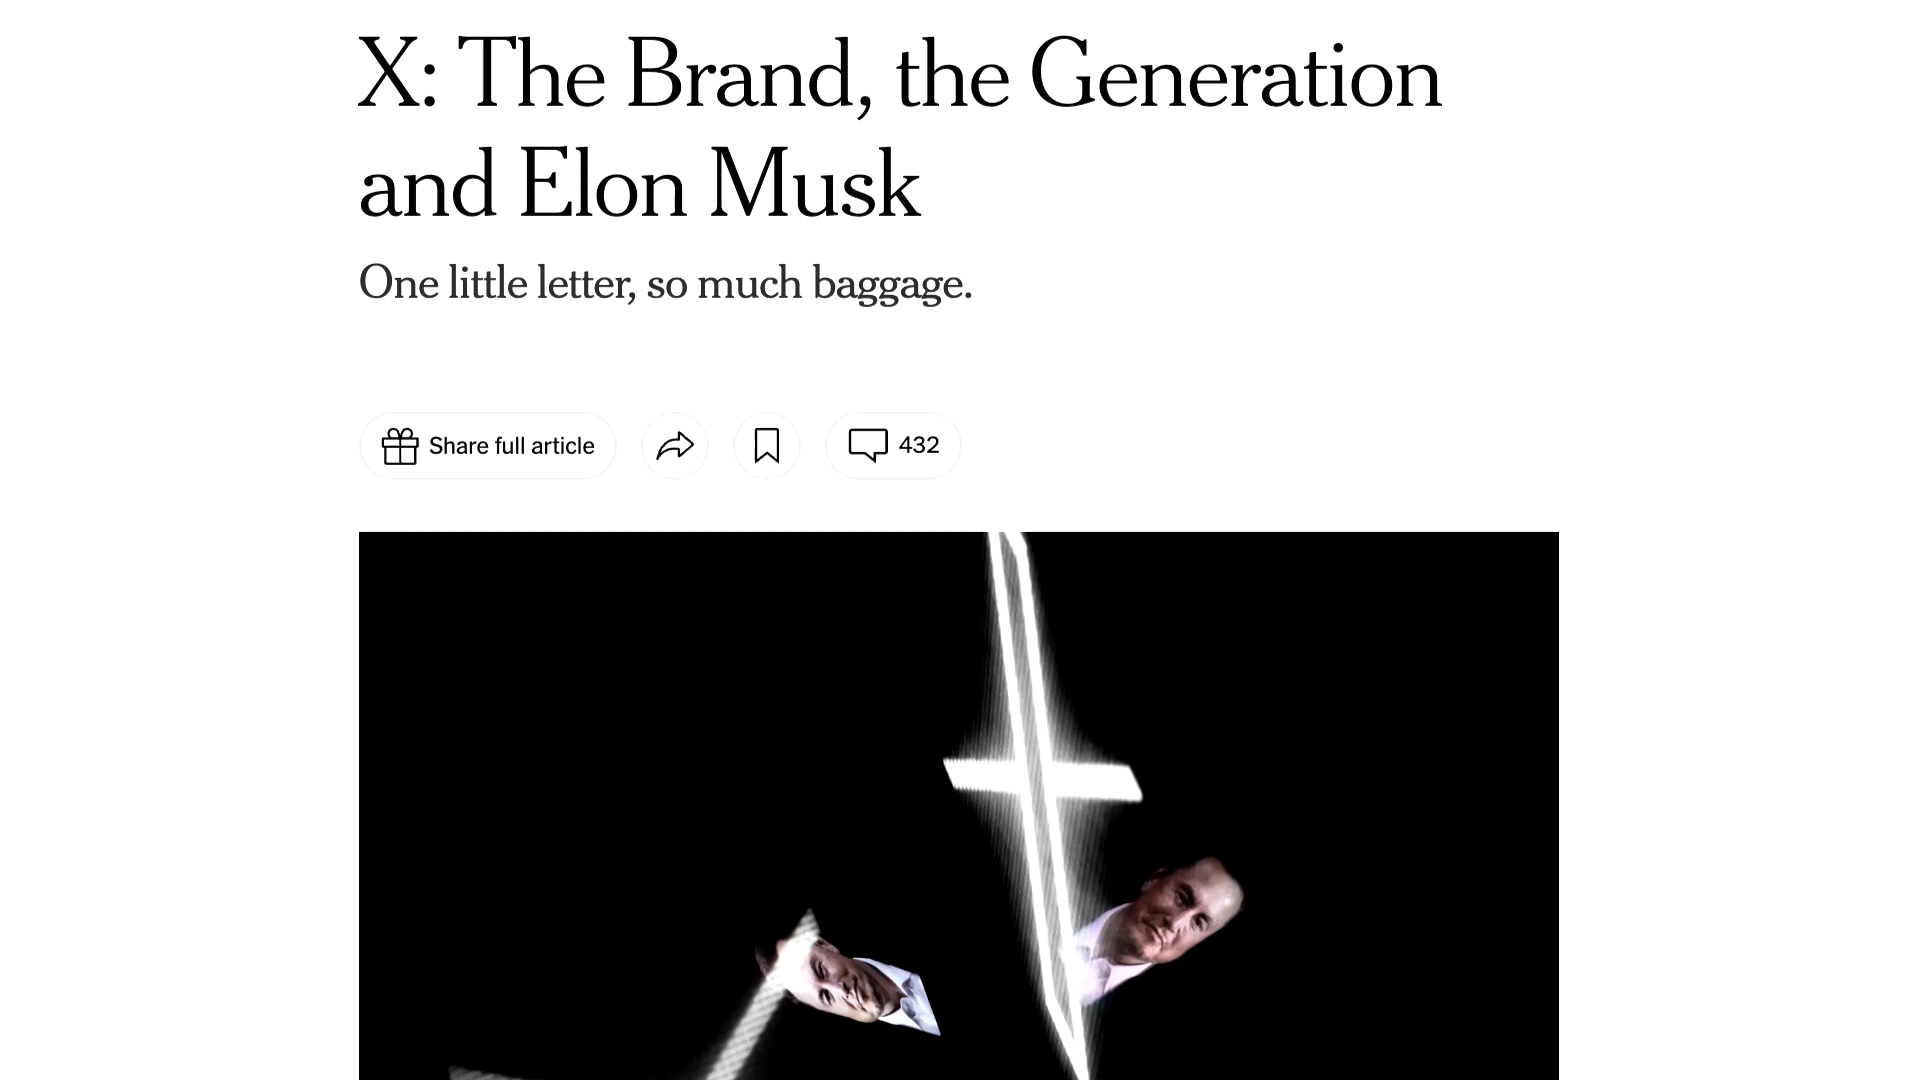 X: The Brand, the Generation
and Elon Musk
One little letter, so much baggage.
Share full article
432